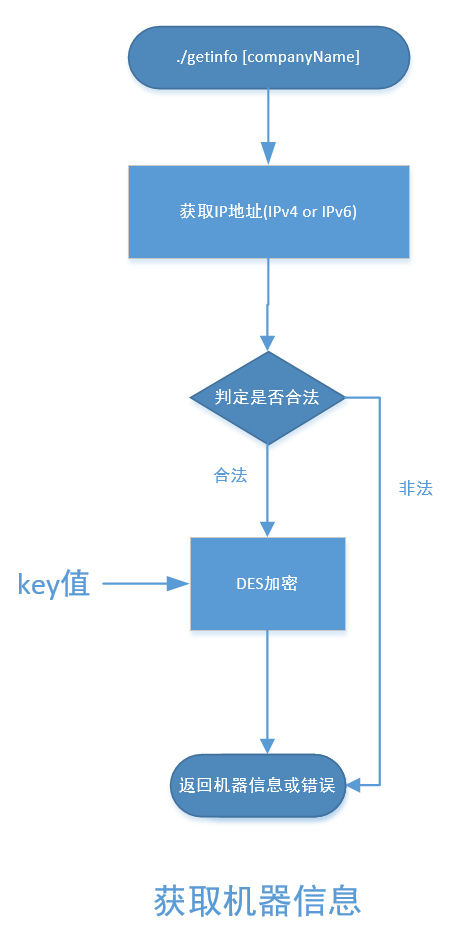 ./getinfo [companyName]
获取IP地址(IPv4 or IPv6)
判定是否合法
合法
非法
key值
DES加密
返回机器信息或错误
获取机器信息